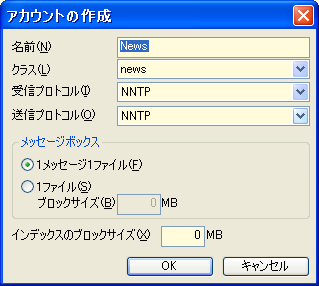 アカウントの作成
名前(N) News
クラス(L) news
受信プロトコル(I) NNTP
送信プロトコル(O) NNTP
メッセージボックス
1メッセージ1ファイル(F)
1ファイル(S)
ブロックサイズ(B) 0 MB
インデックスのブロックサイズ(X) 0 MB
OK キャンセル